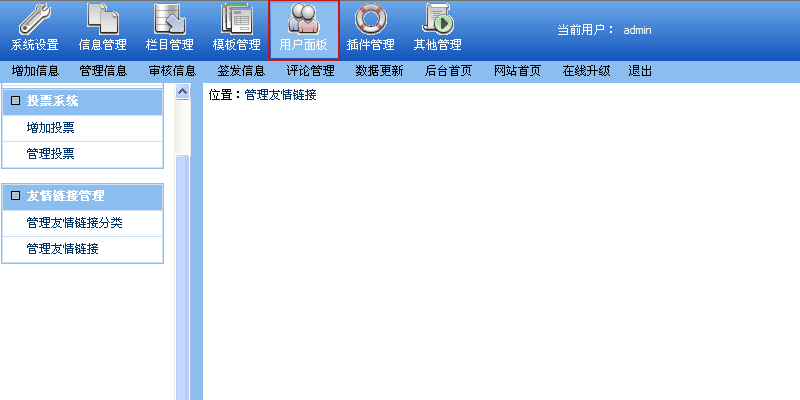 系统设置 信息管理 栏目管理 模板管理 用户面板 插件管理 其他管理 当前用户： admin
增加信息 管理信息 审核信息 签发信息 评论管理 数据更新 后台首页 网站首页 在线升级 退出
位置：管理友情链接
投票系统
增加投票
管理投票
友情链接管理
管理友情链接分类
管理友情链接